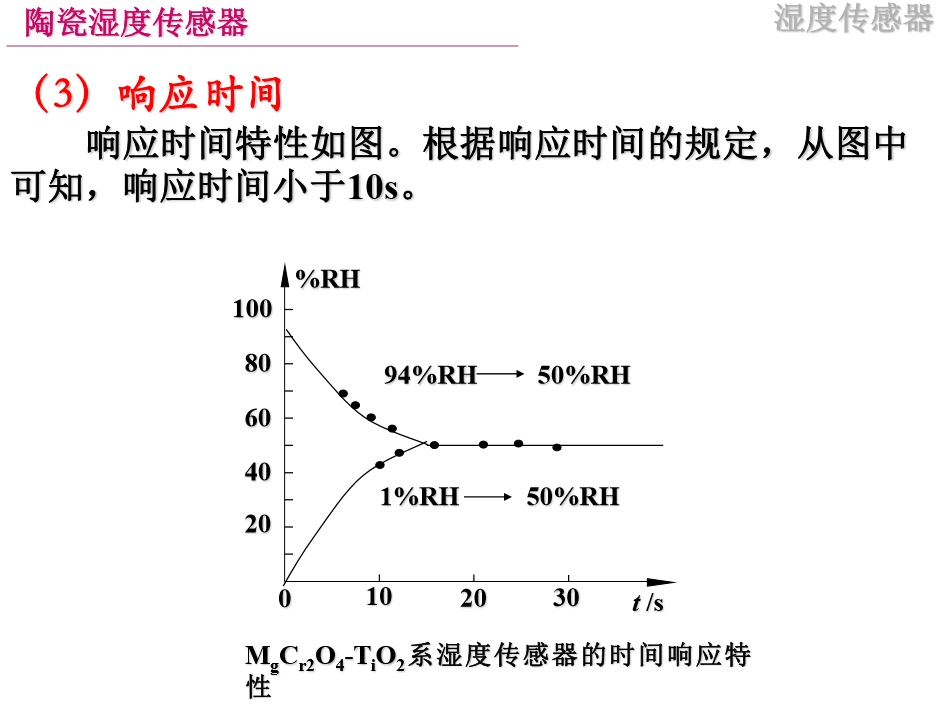 陶瓷湿度传感器
湿度传感器
（3）响应时间
响应时间特性如图。根据响应时间的规定，从图中
可知，响应时间小于10s。
%RH
100
80
94%RH → 50%RH
60
40
1%RH → 50%RH
20
0 10 20 30 t /s
MgCr2O4-TiO2系湿度传感器的时间响应特
性